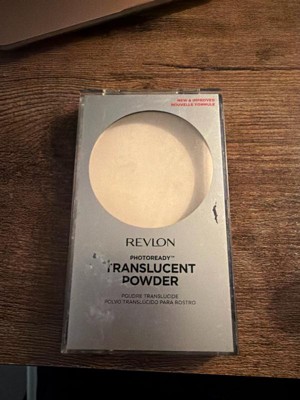 NEW & IMPROVED
NOUVELLE FORMULE
REVLON
PHOTOREADY™
TRANSLUCENT
POWDER
POUDRE TRANSLUCIDE
POLVO TRANSLÚCIDO PARA ROSTRO